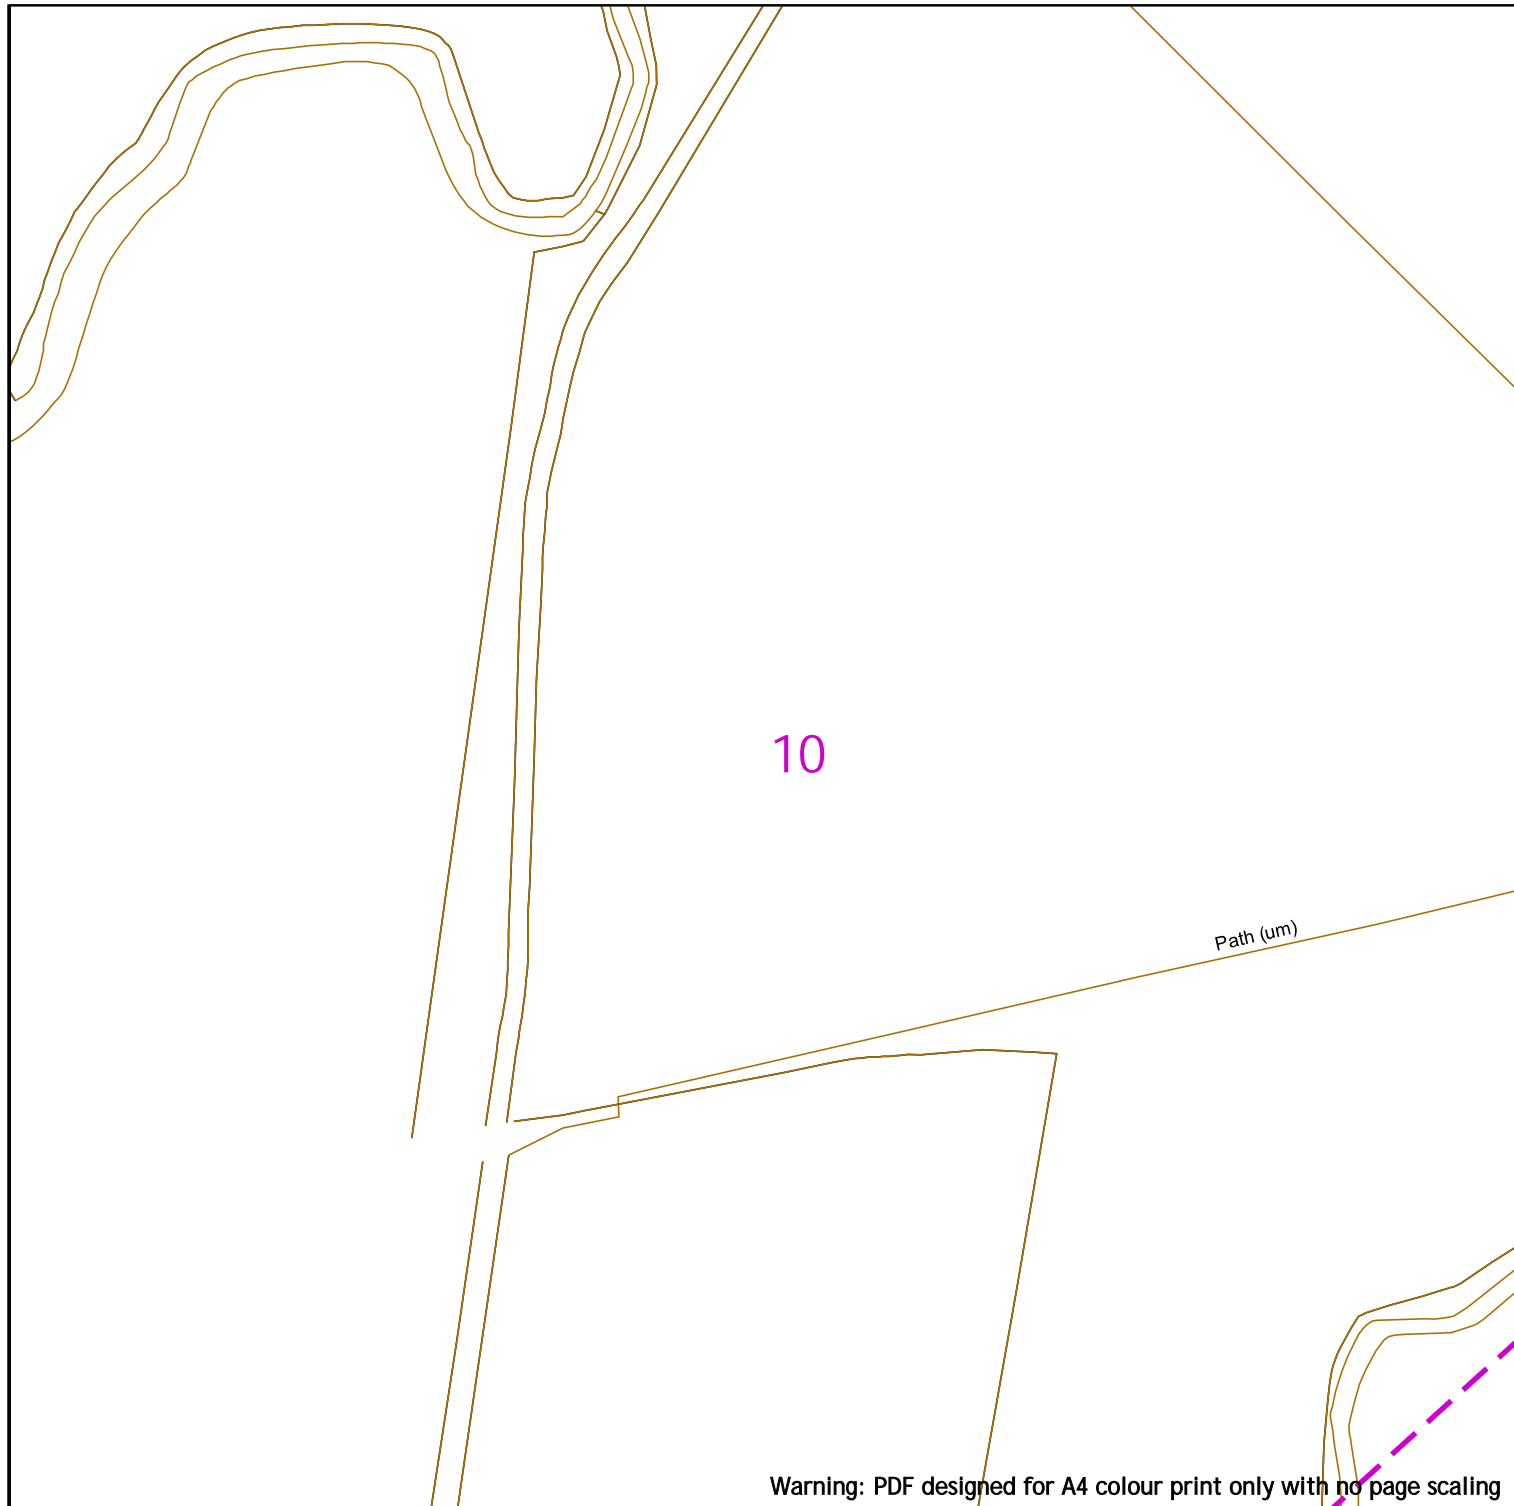 10
Path (um)
Warning: PDF designed for A4 colour print only with no page scaling